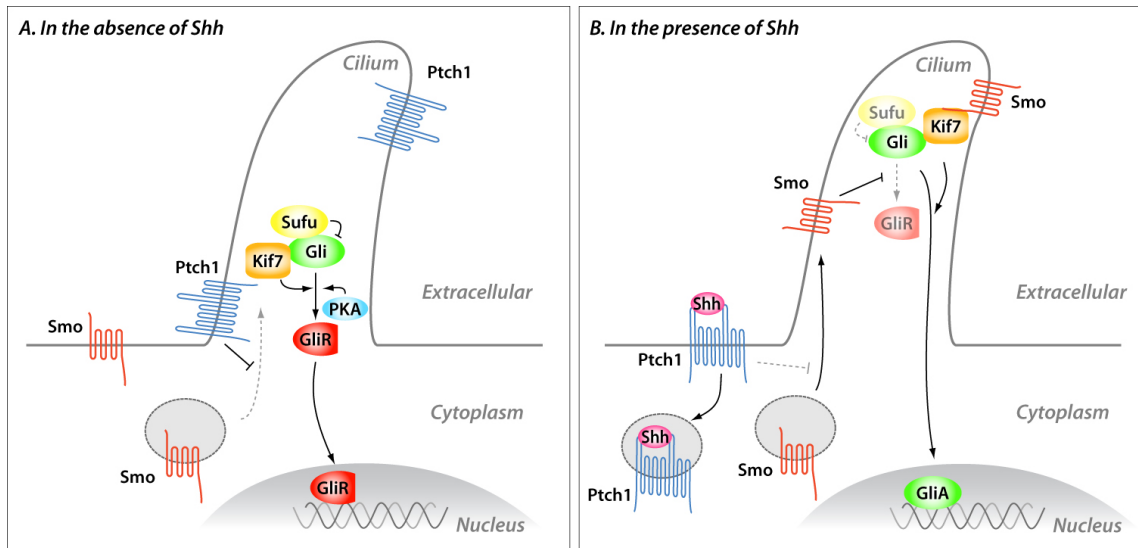 A. In the absence of Shh
Cilium
Ptch1
Sufu
Gli
Kif7
Ptch1
PKA
Extracellular
Smo
GliR
Cytoplasm
Smo
GliR
Nucleus
B. In the presence of Shh
Cilium
Smo
Sufu
Kif7
Gli
Smo
GliR
Shh
Extracellular
Ptch1
Cytoplasm
Shh
Smo
Ptch1
GliA
Nucleus